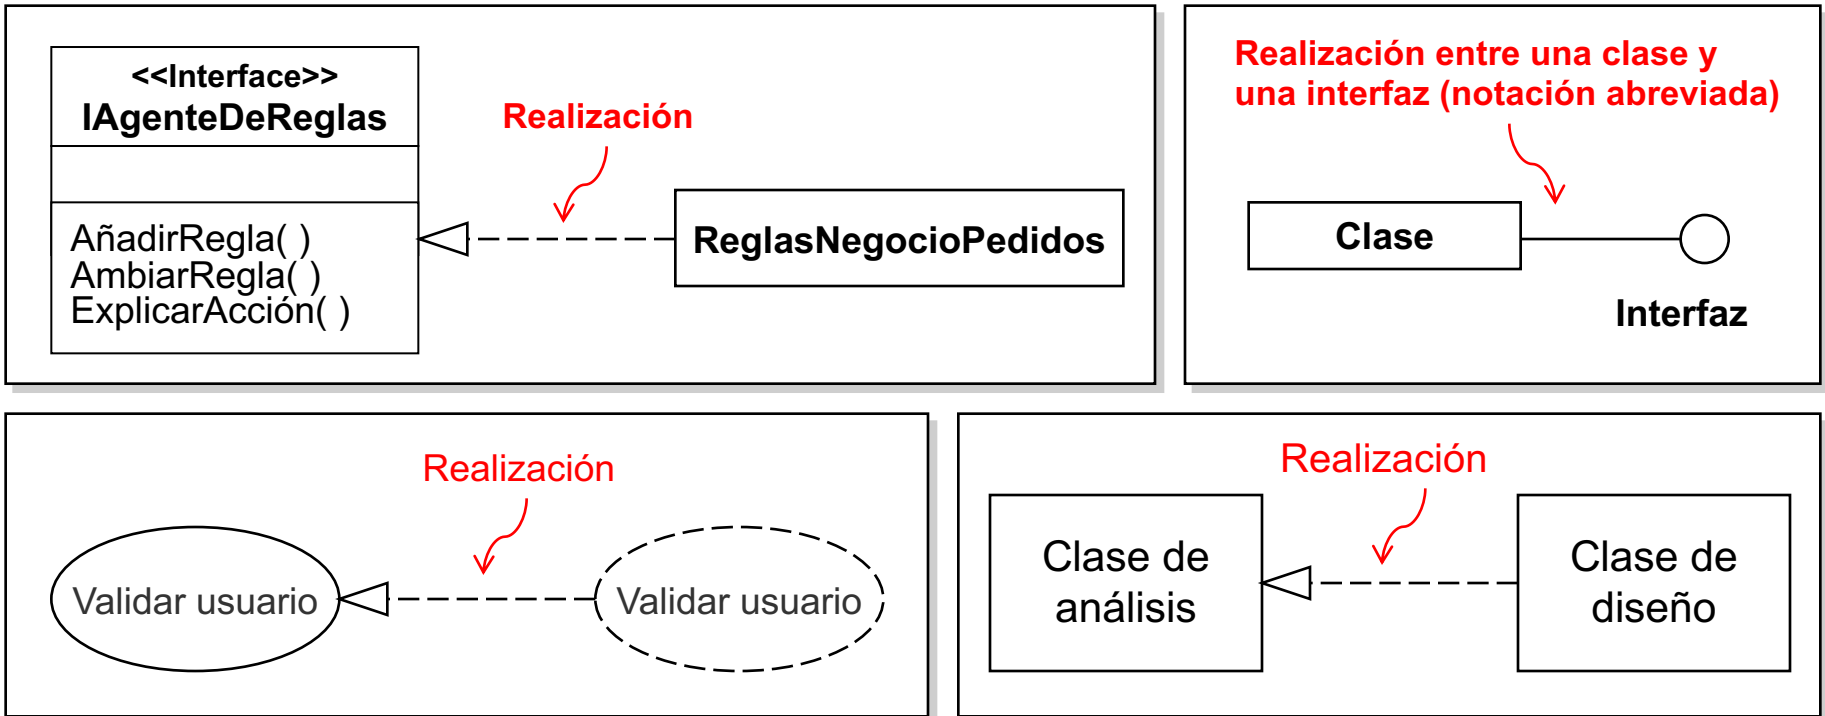 <<Interface>>
IAgenteDeReglas
AñadirRegla( )
AmbiarRegla( )
ExplicarAcción( )
Realización
ReglasNegocioPedidos
Realización entre una clase y
una interfaz (notación abreviada)
Clase
Interfaz
Realización
Validar usuario
Validar usuario
Realización
Clase de
análisis
Clase de
diseño